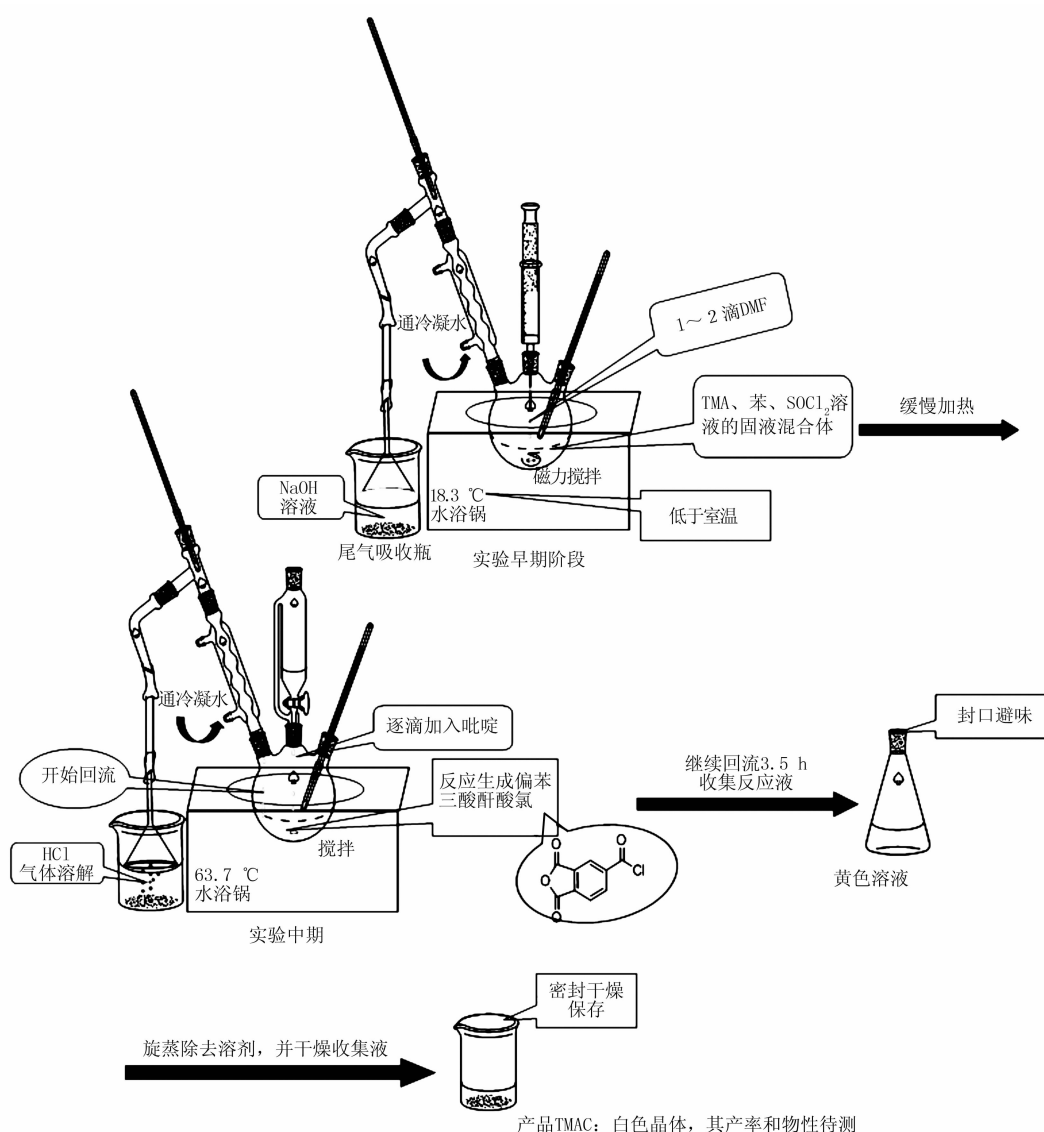 1～2滴DMF
通冷凝水
TMA、苯、SOCl₂溶
液的固液混合体
缓慢加热
磁力搅拌
NaOH
溶液
18.3 ℃
水浴锅
低于室温
尾气吸收瓶
实验早期阶段
通冷凝水
逐滴加入吡啶
封口避味
开始回流
反应生成偏苯
三酸酐酸氯
继续回流3.5 h
收集反应液
搅拌
HCl
气体溶解
63.7 ℃
水浴锅
O
O
O
O
Cl
黄色溶液
实验中期
密封干燥
保存
旋蒸除去溶剂，并干燥收集液
产品TMAC：白色晶体，其产率和物性待测